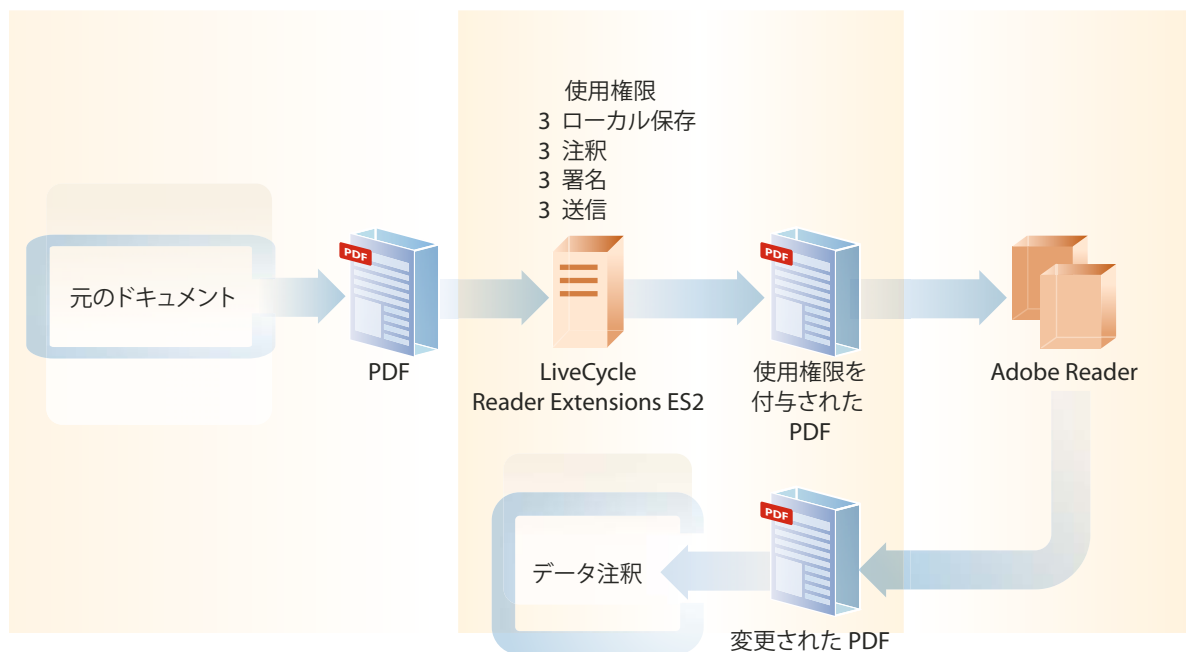 使用権限
3 ローカル保存
3 注釈
3 署名
3 送信
元のドキュメント
PDF
PDF
LiveCycle
Reader Extensions ES2
PDF
使用権限を
付与された
PDF
Adobe Reader
データ注釈
PDF
変更された PDF